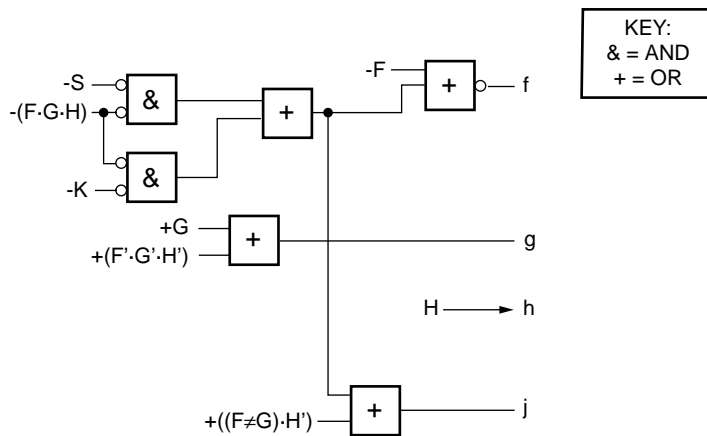 KEY:
& = AND
+ = OR
-S
&
-(F·G·H)
+
-F
+
f
&
-K
+G
+
g
+(F'·G'·H')
H
h
+
j
+((F≠G)·H')